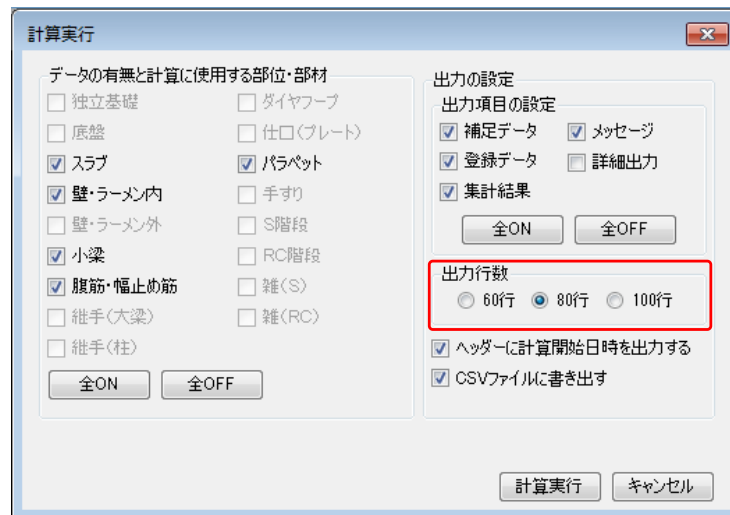 計算実行
データの有無と計算に使用する部位・部材
独立基礎 ダイヤフープ
底盤 仕口(プレート)
スラブ パラペット
壁・ラーメン内 手すり
壁・ラーメン外 S階段
小梁 RC階段
腹筋・幅止め筋 雑(S)
継手(大梁) 雑(RC)
継手(柱)
全ON 全OFF
出力の設定
出力項目の設定
補足データ メッセージ
登録データ 詳細出力
集計結果
全ON 全OFF
出力行数
60行 80行 100行
ヘッダーに計算開始日時を出力する
CSVファイルに書き出す
計算実行 キャンセル